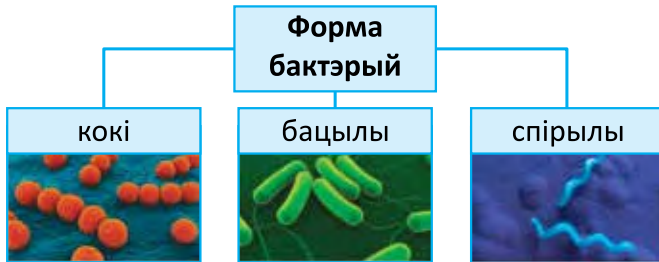 Форма
бактэрый
кокі
бацылы
спірылы